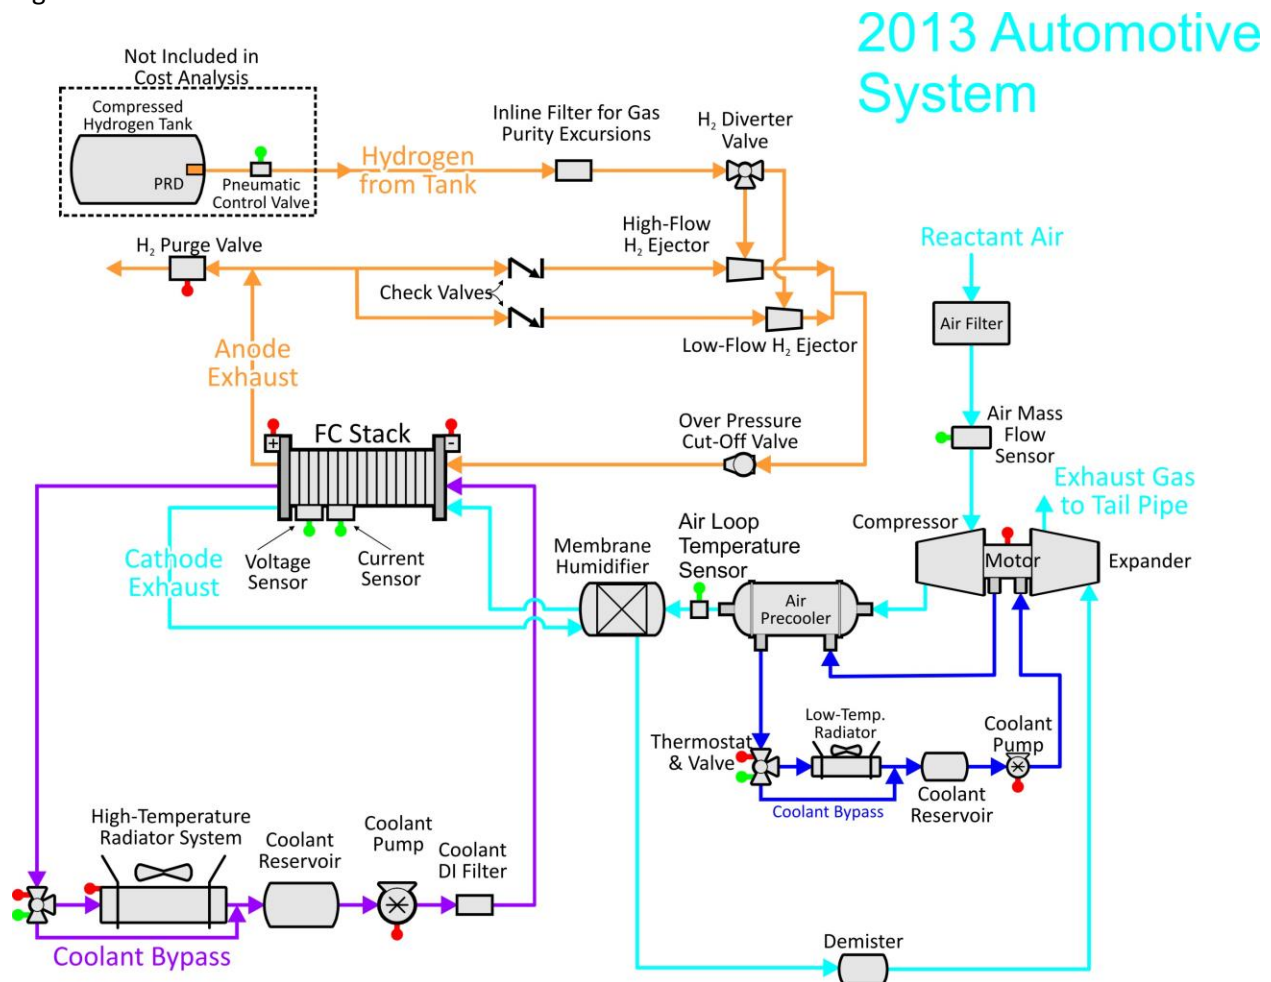 2013 Automotive
System
Not Included in
Cost Analysis
Compressed
Hydrogen Tank
PRD
Pneumatic
Control Valve
Hydrogen
from Tank
Inline Filter for Gas
Purity Excursions
H₂ Diverter
Valve
H₂ Purge Valve
Check Valves
High-Flow
H₂ Ejector
Low-Flow H₂ Ejector
Reactant Air
Air Filter
Anode
Exhaust
FC Stack
+
-
Over Pressure
Cut-Off Valve
Air Mass
Flow
Sensor
Exhaust Gas
to Tail Pipe
Compressor
Motor
Expander
Cathode
Exhaust
Voltage
Sensor
Current
Sensor
Membrane
Humidifier
Air Loop
Temperature
Sensor
Air
Precooler
Thermostat
& Valve
Low-Temp.
Radiator
Coolant
Pump
Coolant
Reservoir
Coolant Bypass
High-Temperature
Radiator System
Coolant
Reservoir
Coolant
Pump
Coolant
DI Filter
Coolant Bypass
Demister